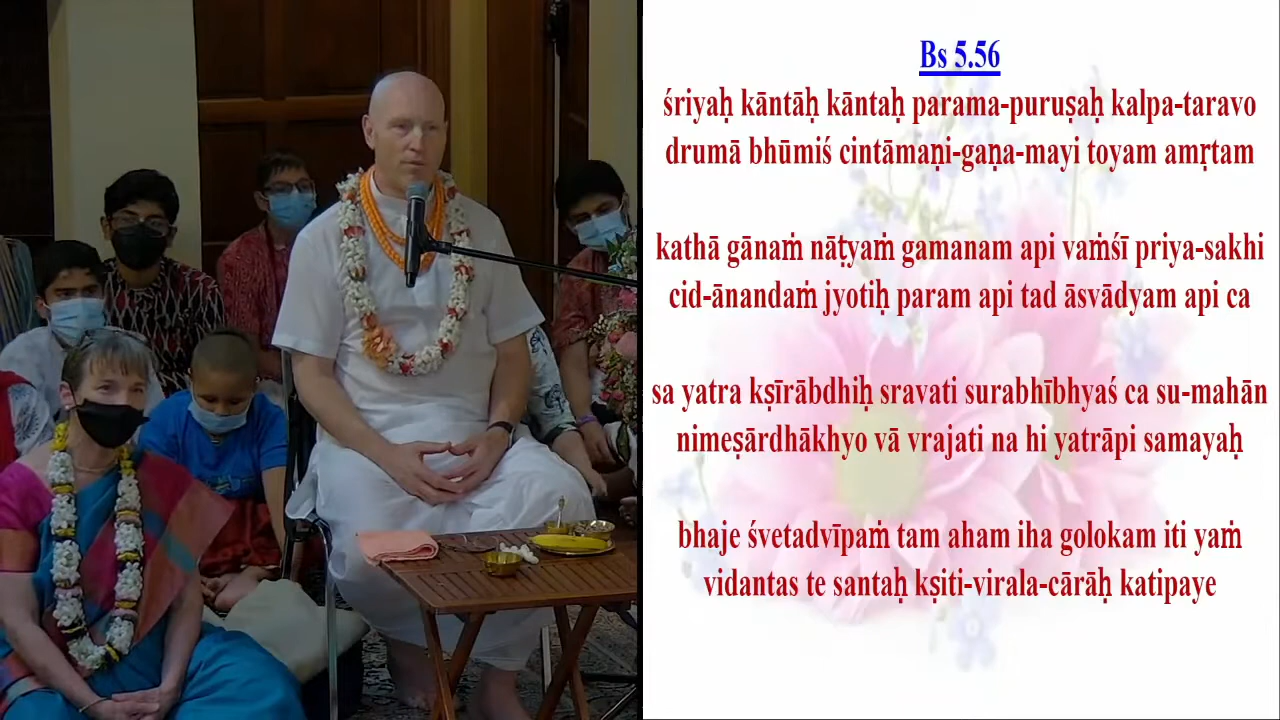 Bs 5.56
śriyaḥ kāntāḥ kāntaḥ parama-puruṣaḥ kalpa-taravo
drumā bhūmiś cintāmaṇi-gaṇa-mayi toyam amṛtam
kathā gānaṁ nāṭyaṁ gamanam api vaṁśī priya-sakhi
cid-ānandaṁ jyotiḥ param api tad āsvādyam api ca
sa yatra kṣīrābdhiḥ sravati surabhībhyaś ca su-mahān
nimeṣārdhākhyo vā vrajati na hi yatrāpi samayaḥ
bhaje śvetadvīpaṁ tam aham iha golokam iti yaṁ
vidantas te santaḥ kṣiti-virala-cārāḥ katipaye